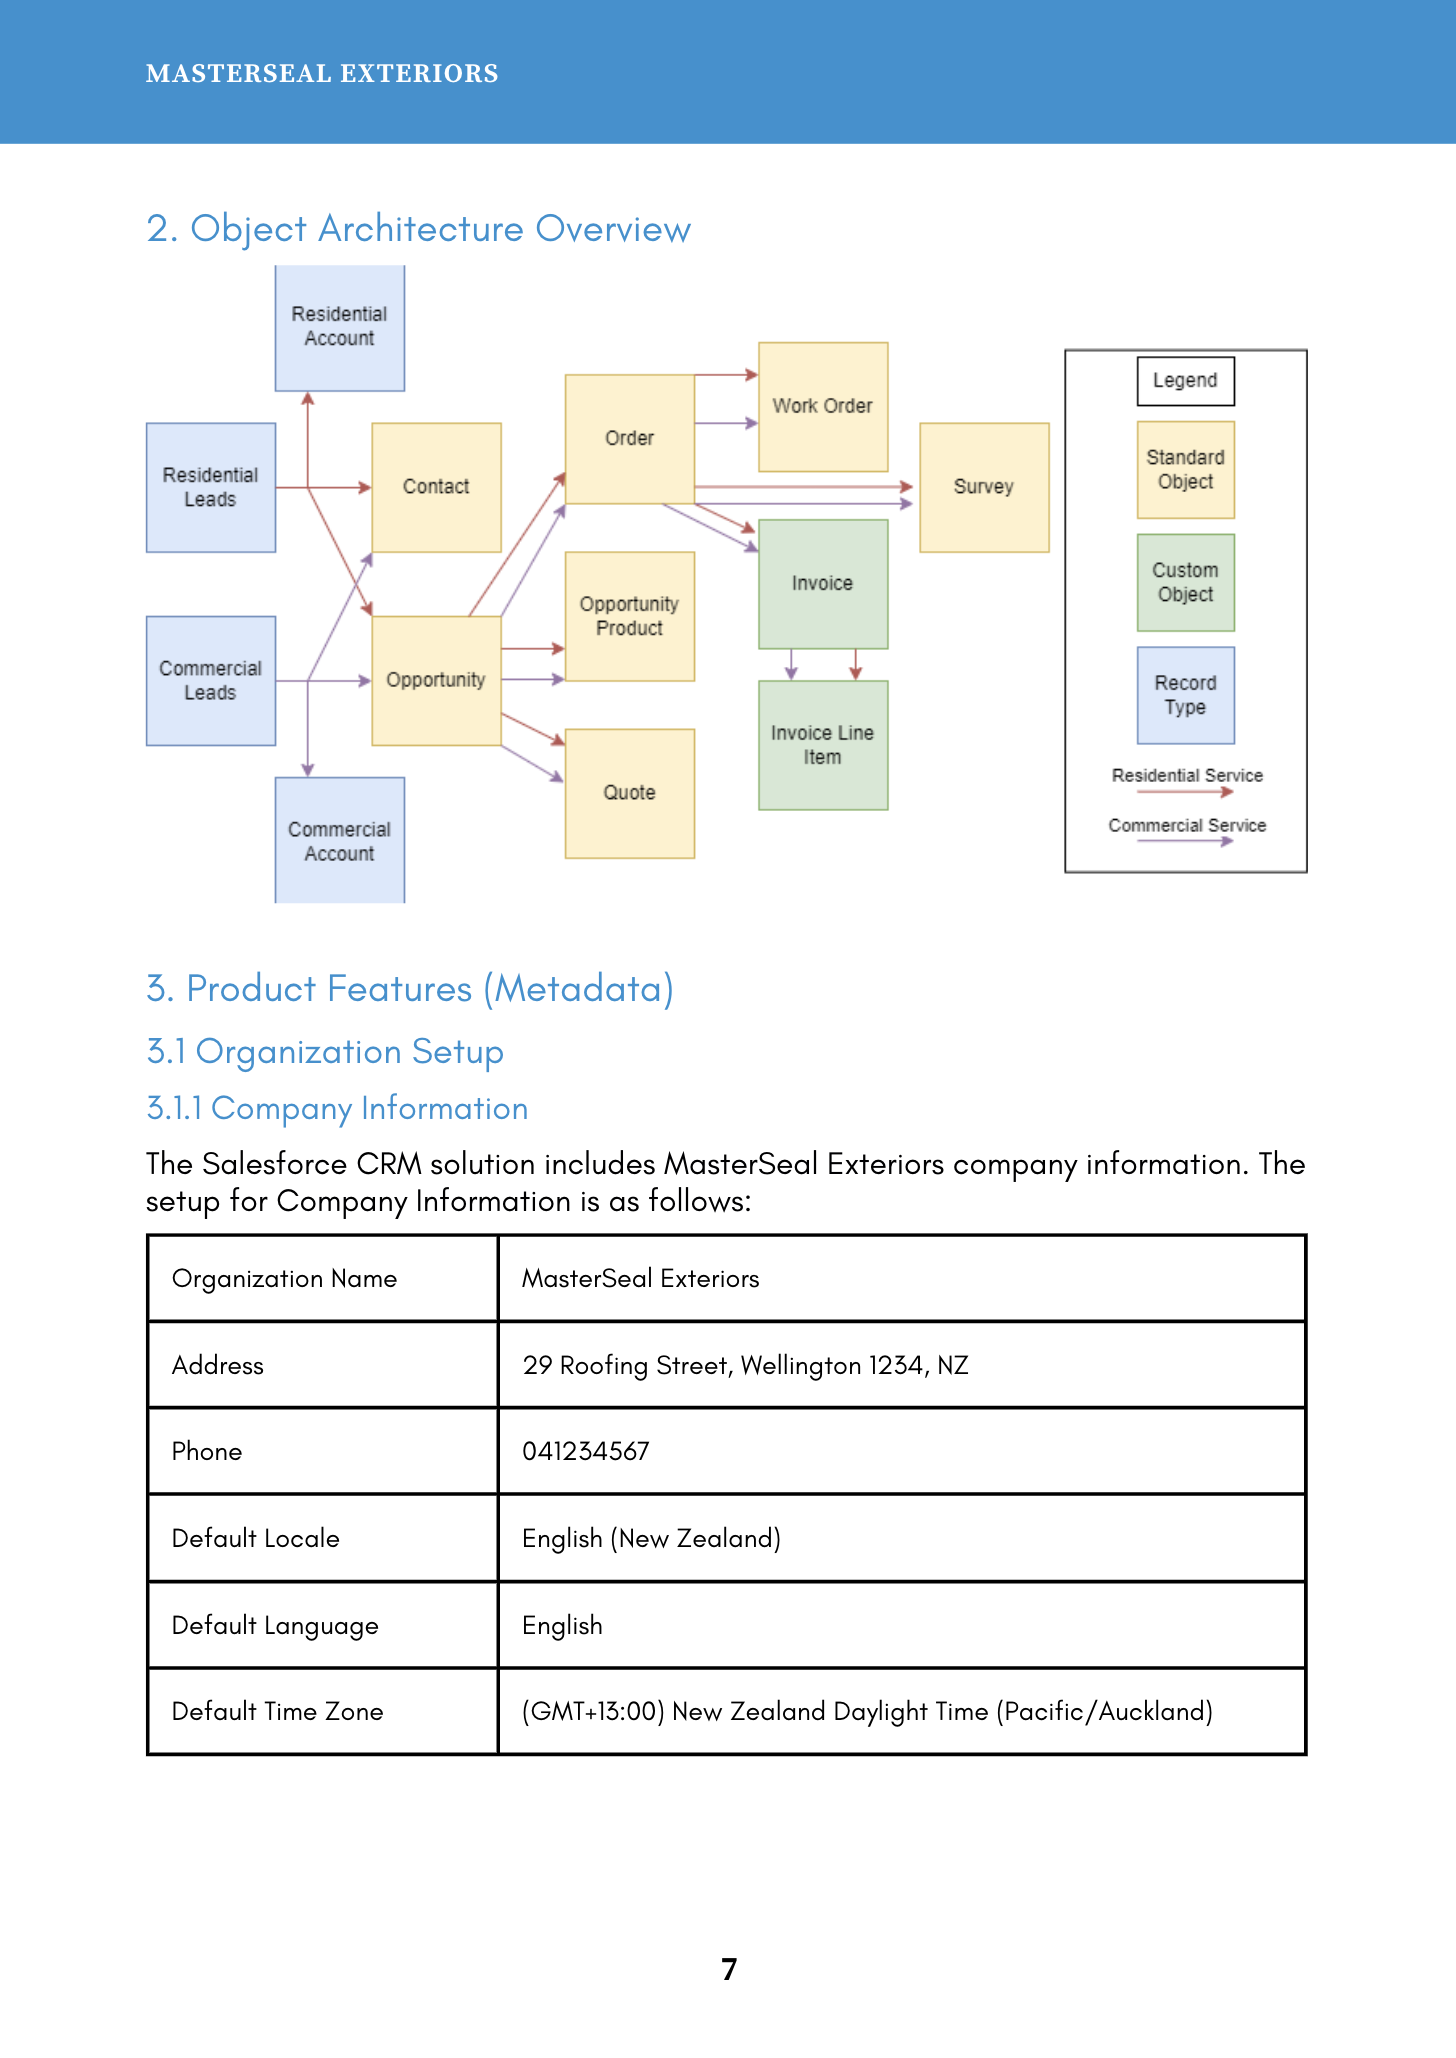 MASTERSEAL EXTERIORS
2. Object Architecture Overview
Residential
Account
Residential
Leads
Contact
Order
Work Order
Survey
Commercial
Leads
Opportunity
Opportunity
Product
Invoice
Quote
Invoice Line
Item
Commercial
Account
Legend
Standard
Object
Custom
Object
Record
Type
Residential Service
Commercial Service
3. Product Features (Metadata)
3.1 Organization Setup
3.1.1 Company Information
The Salesforce CRM solution includes MasterSeal Exteriors company information. The
setup for Company Information is as follows:
Organization Name MasterSeal Exteriors
Address 29 Roofing Street, Wellington 1234, NZ
Phone 041234567
Default Locale English (New Zealand)
Default Language English
Default Time Zone (GMT+13:00) New Zealand Daylight Time (Pacific/Auckland)
7